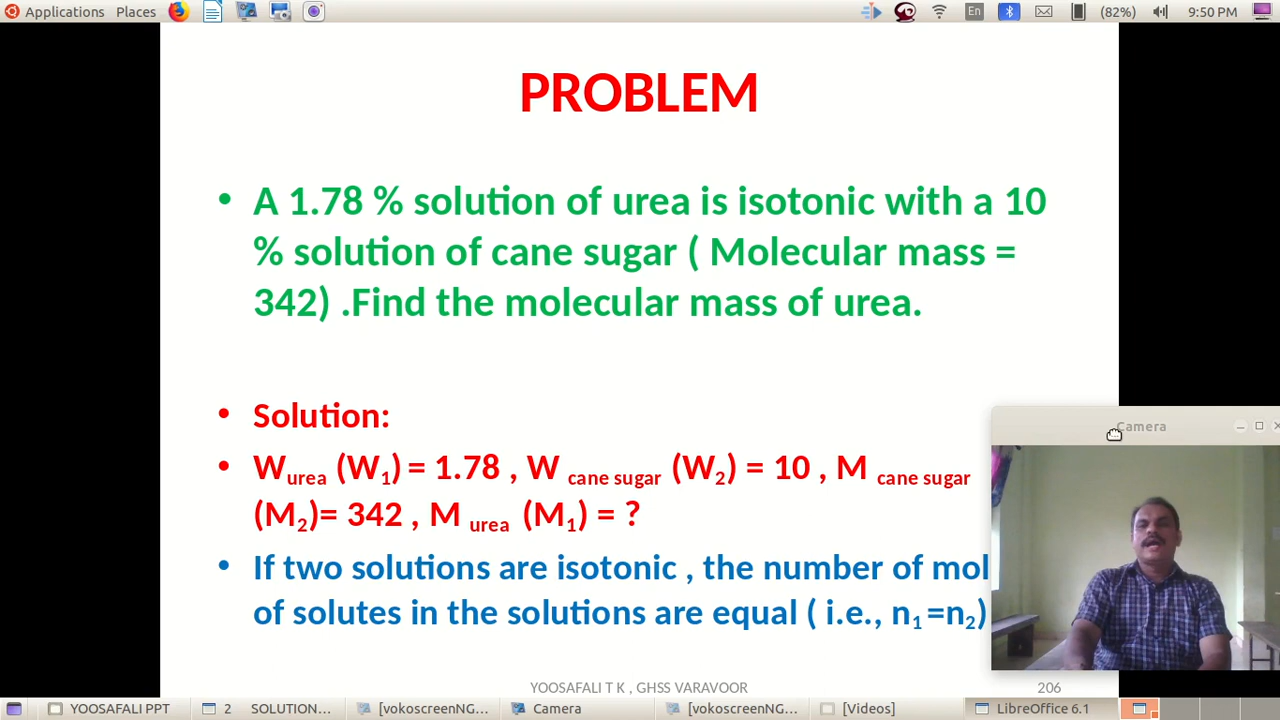 Applications Places En (82%) 9:50 PM
PROBLEM
• A 1.78 % solution of urea is isotonic with a 10
% solution of cane sugar ( Molecular mass =
342) .Find the molecular mass of urea.
• Solution:
• Wurea (W1) = 1.78 , W cane sugar (W2) = 10 , M cane sugar
(M2)= 342 , M urea (M1) = ?
• If two solutions are isotonic , the number of mol
of solutes in the solutions are equal ( i.e., n1 =n2)
Camera
YOOSAFALI T K , GHSS VARAVOOR 206
YOOSAFALI PPT 2 SOLUTION... [vokoscreenNG... Camera [vokoscreenNG... [Videos] LibreOffice 6.1